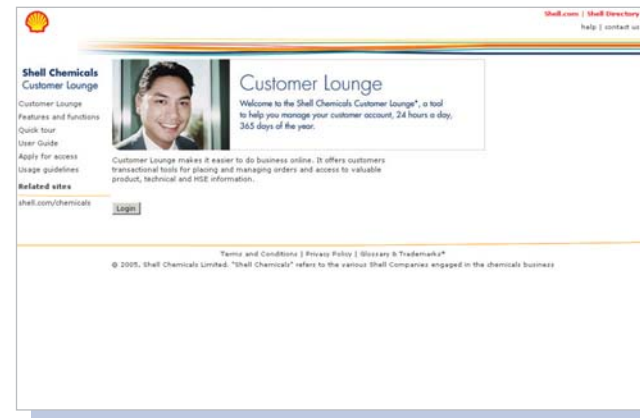 Shell.com | Shell Directory
help | contact us
Shell Chemicals
Customer Lounge
Customer Lounge
Features and functions
Quick tour
User Guide
Apply for access
Usage guidelines
Related sites
shell.com/chemicals
Customer Lounge
Welcome to the Shell Chemicals Customer Lounge*, a tool
to help you manage your customer account, 24 hours a day,
365 days of the year.
Customer Lounge makes it easier to do business online. It offers customers
transactional tools for placing and managing orders and access to valuable
product, technical and HSE information.
Login
Terms and Conditions | Privacy Policy | Glossary & Trademarks*
© 2005, Shell Chemicals Limited. "Shell Chemicals" refers to the various Shell Companies engaged in the chemicals business